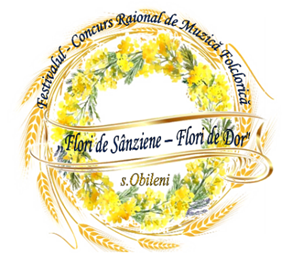 Festivalul - Concurs Raional de Muzică Folclorică
„Flori de Sânziene – Flori de Dor"
s.Obileni